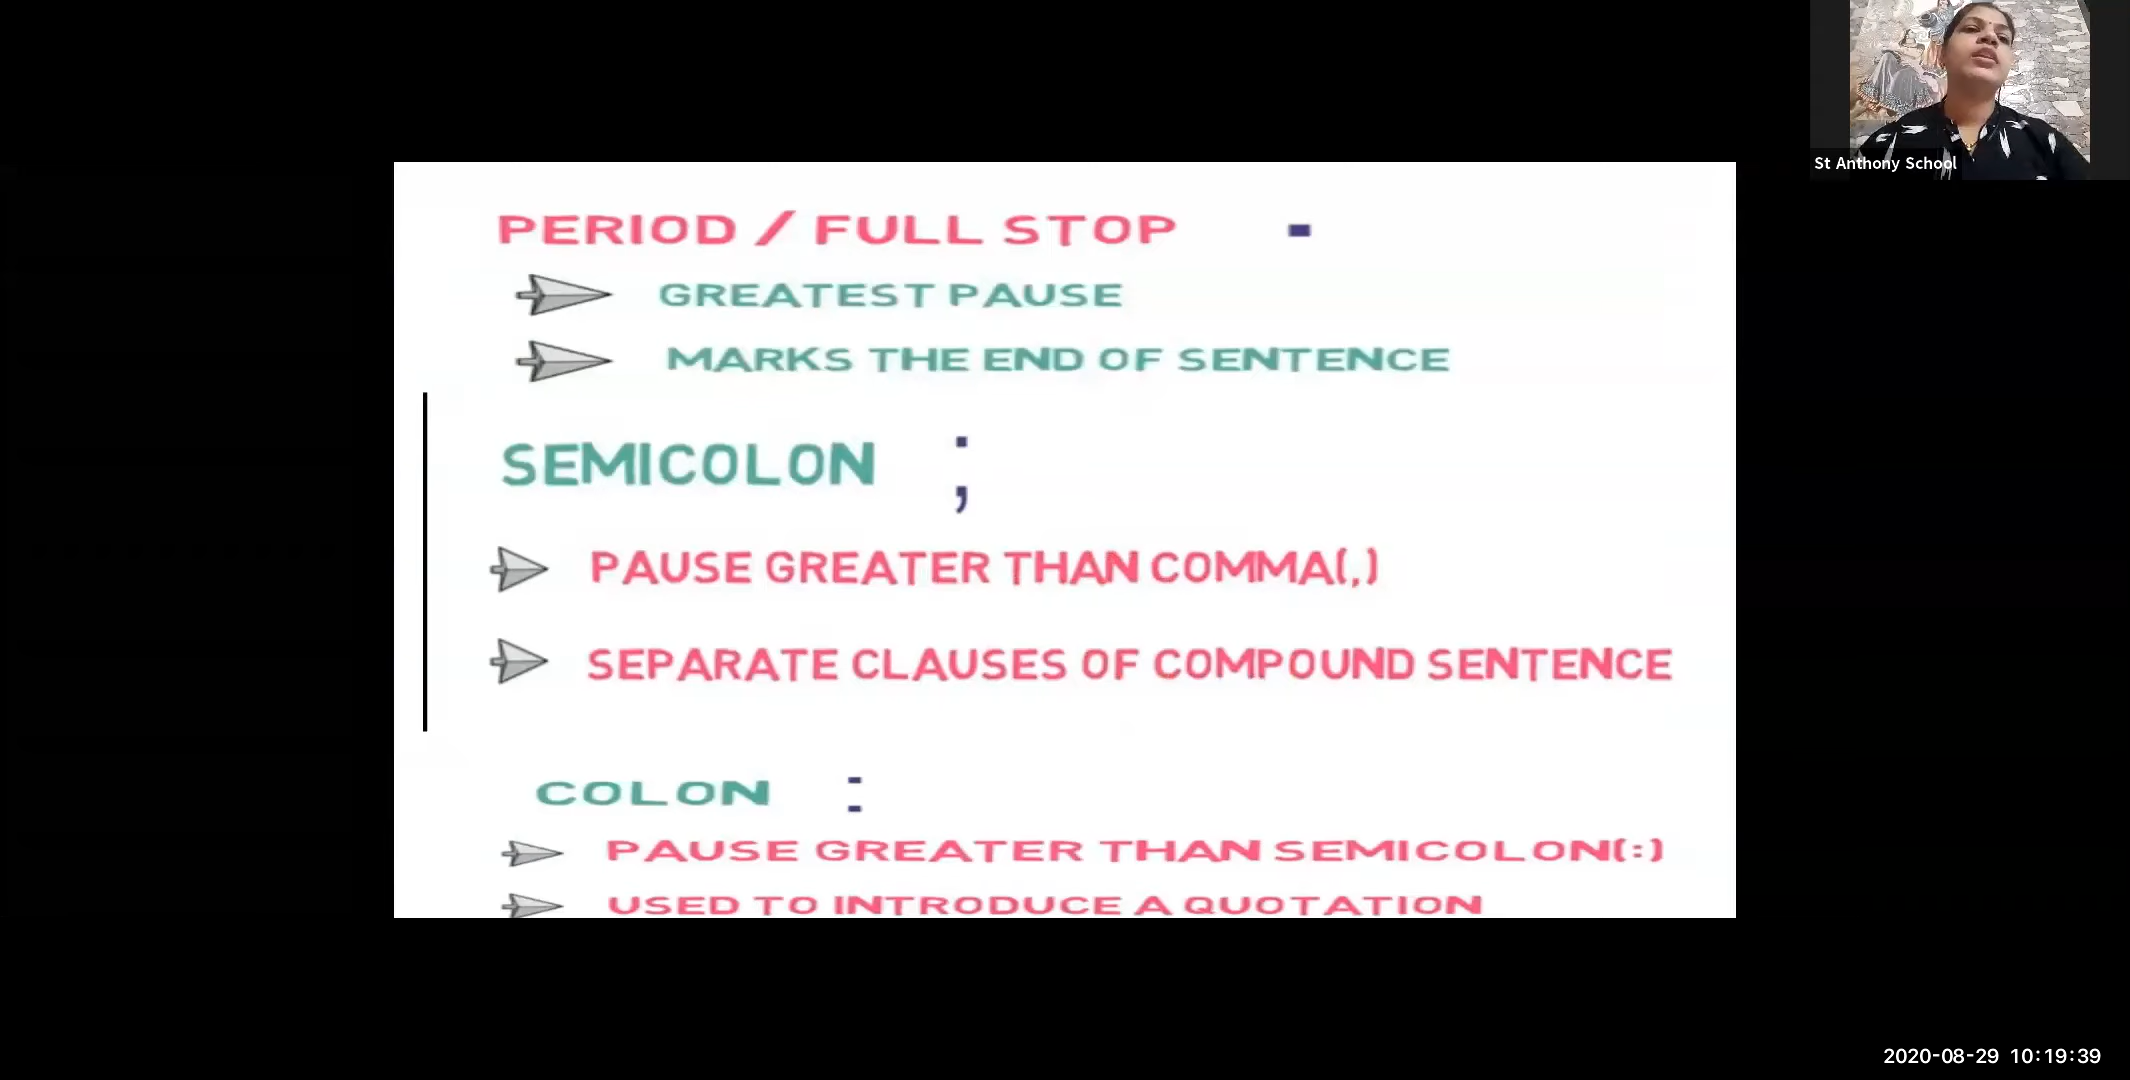 St Anthony School
PERIOD / FULL STOP .
GREATEST PAUSE
MARKS THE END OF SENTENCE
SEMICOLON ;
PAUSE GREATER THAN COMMA(,)
SEPARATE CLAUSES OF COMPOUND SENTENCE
COLON :
PAUSE GREATER THAN SEMICOLON(:)
USED TO INTRODUCE A QUOTATION
2020-08-29 10:19:39